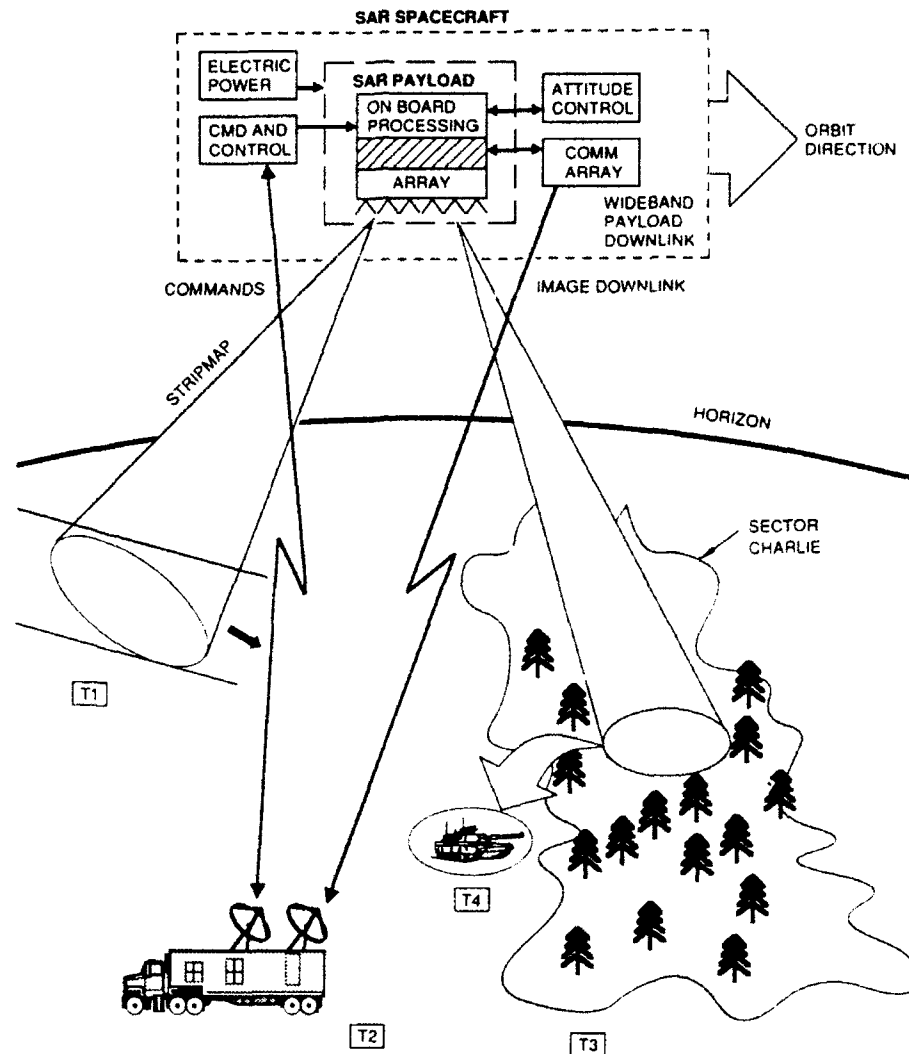 SAR SPACECRAFT
ELECTRIC
POWER
SAR PAYLOAD
ON BOARD
PROCESSING
ATTITUDE
CONTROL
CMD AND
CONTROL
COMM
ARRAY
ARRAY
ORBIT
DIRECTION
WIDEBAND
PAYLOAD
DOWNLINK
COMMANDS
IMAGE DOWNLINK
STRIPMAP
HORIZON
SECTOR
CHARLIE
T1
T4
T2
T3